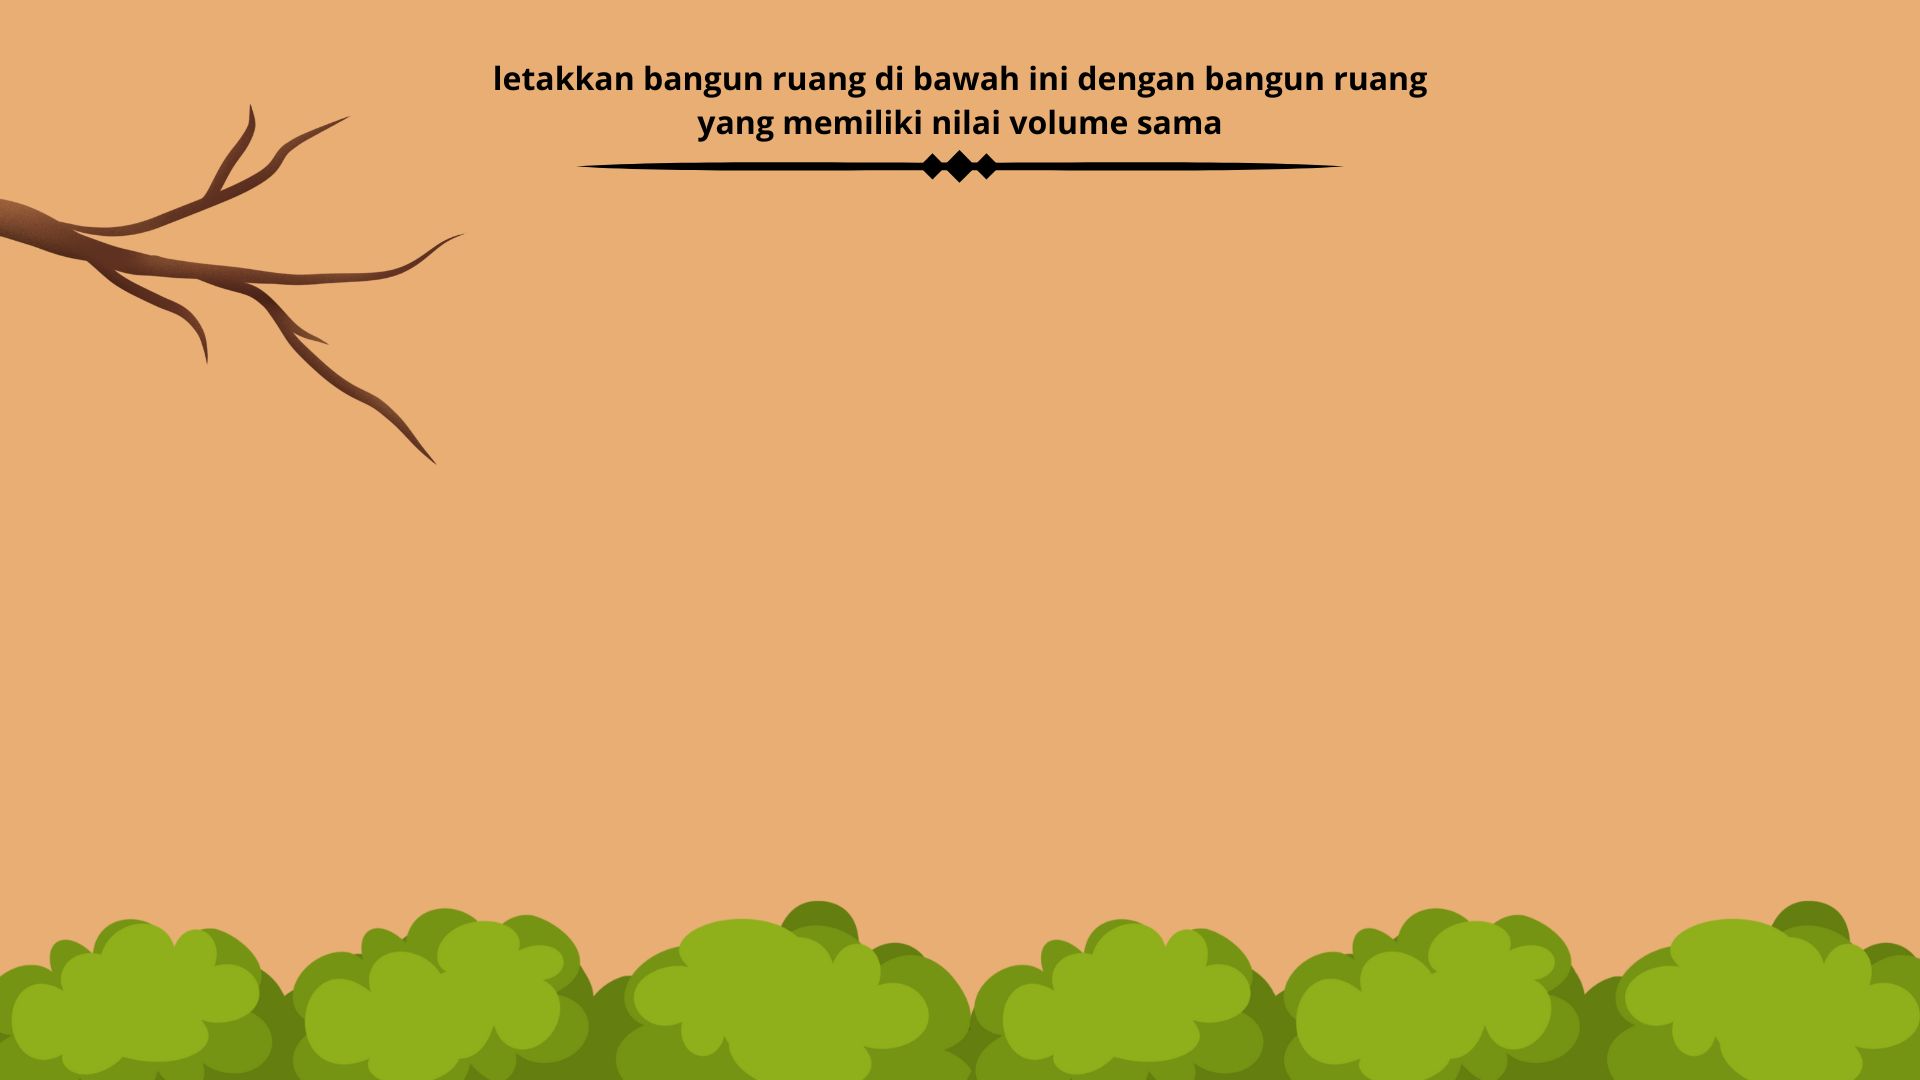 letakkan bangun ruang di bawah ini dengan bangun ruang
yang memiliki nilai volume sama